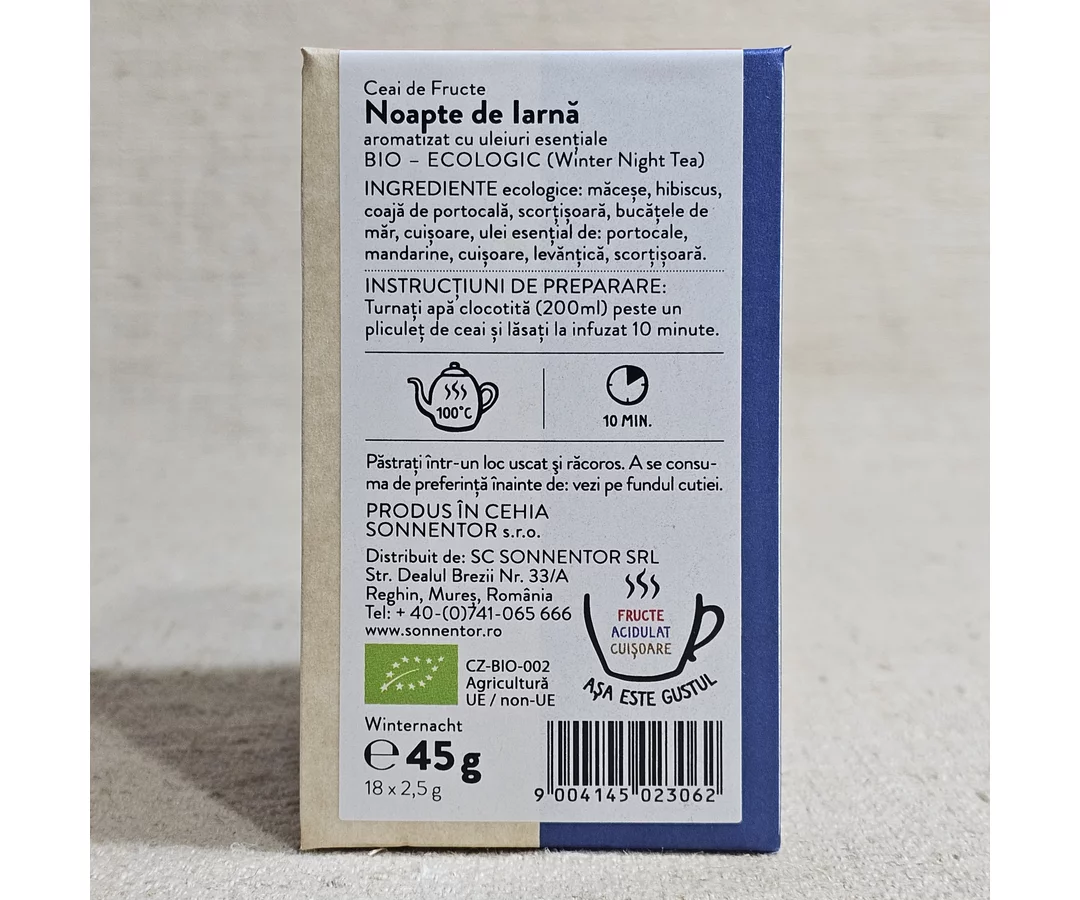 Ceai de Fructe
Noapte de Iarnă
aromatizat cu uleiuri esențiale
BIO – ECOLOGIC (Winter Night Tea)
INGREDIENTE ecologice: măceșe, hibiscus,
coajă de portocală, scorțișoară, bucățele de
măr, cuișoare, ulei esențial de: portocale,
mandarine, cuișoare, levănțică, scorțișoară.
INSTRUCȚIUNI DE PREPARARE:
Turnați apă clocotită (200ml) peste un
pliculeț de ceai și lăsați la infuzat 10 minute.
100°C
10 MIN.
Păstrați într-un loc uscat şi răcoros. A se consu-
ma de preferință înainte de: vezi pe fundul cutiei.
PRODUS ÎN CEHIA
SONNENTOR s.r.o.
Distribuit de: SC SONNENTOR SRL
Str. Dealul Brezii Nr. 33/A
Reghin, Mureș, România
Tel: + 40-(0)741-065 666
www.sonnentor.ro
FRUCTE
ACIDULAT
CUIȘOARE
AȘA ESTE GUSTUL
CZ-BIO-002
Agricultură
UE / non-UE
Winternacht
℮ 45 g
18 x 2,5 g
9 004145 023062